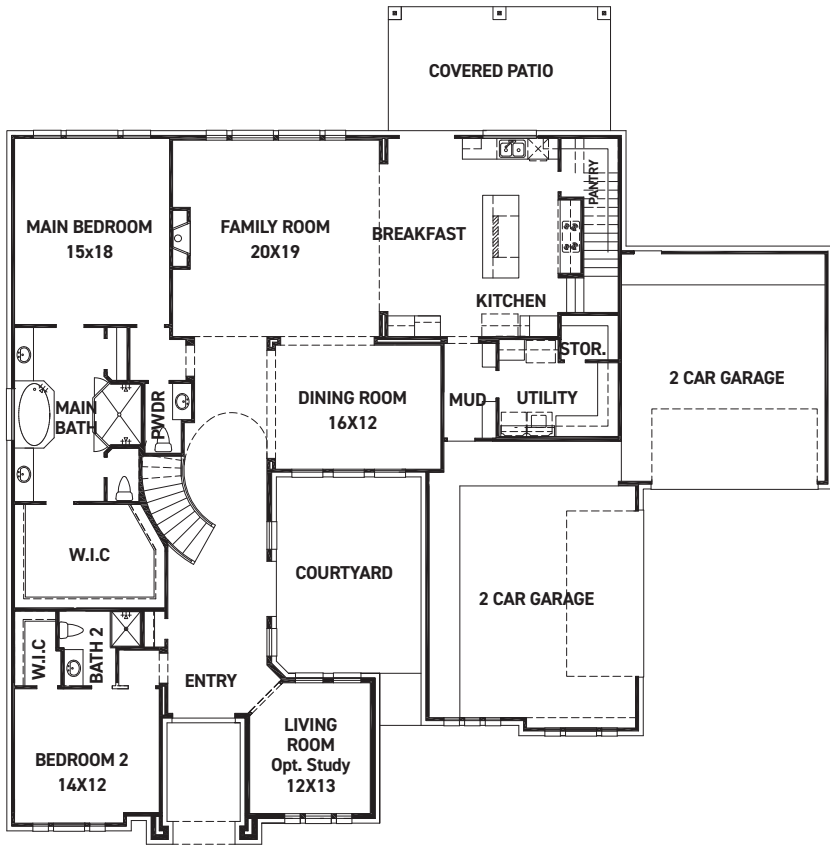 COVERED PATIO
PANTRY
MAIN BEDROOM
15x18
FAMILY ROOM
20X19
BREAKFAST
KITCHEN
STOR.
2 CAR GARAGE
MAIN
BATH
PWDR
DINING ROOM
16X12
MUD
UTILITY
W.I.C
COURTYARD
2 CAR GARAGE
W.I.C
BATH 2
ENTRY
BEDROOM 2
14X12
LIVING
ROOM
Opt. Study
12X13